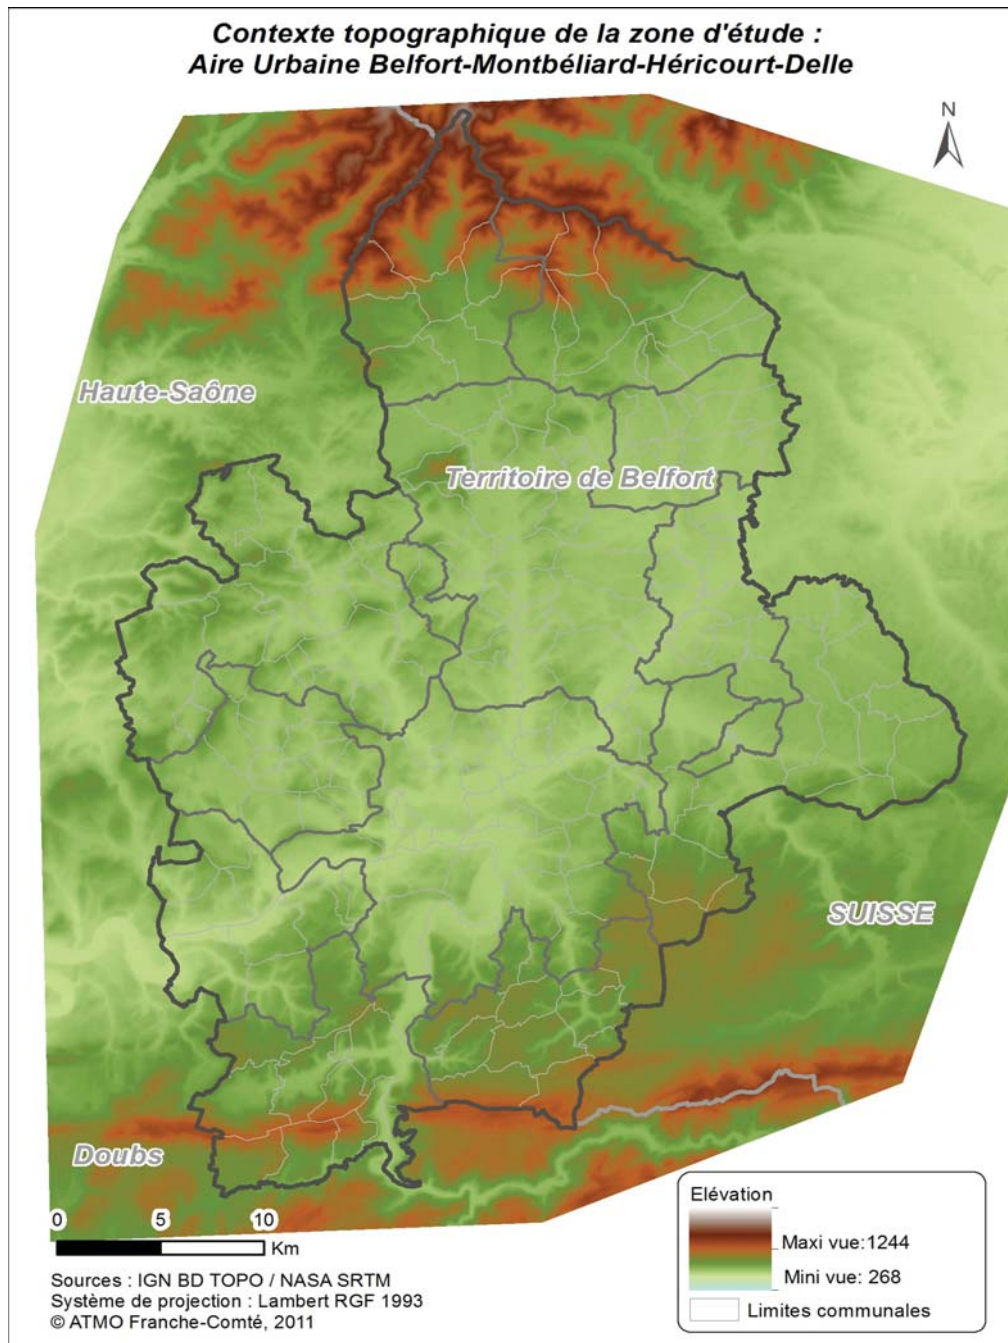 Contexte topographique de la zone d'étude :
Aire Urbaine Belfort-Montbéliard-Héricourt-Delle
N
Haute-Saône
Territoire de Belfort
SUISSE
Doubs
0 5 10
Km
Elévation
Maxi vue:1244
Mini vue: 268
Limites communales
Sources : IGN BD TOPO / NASA SRTM
Système de projection : Lambert RGF 1993
© ATMO Franche-Comté, 2011